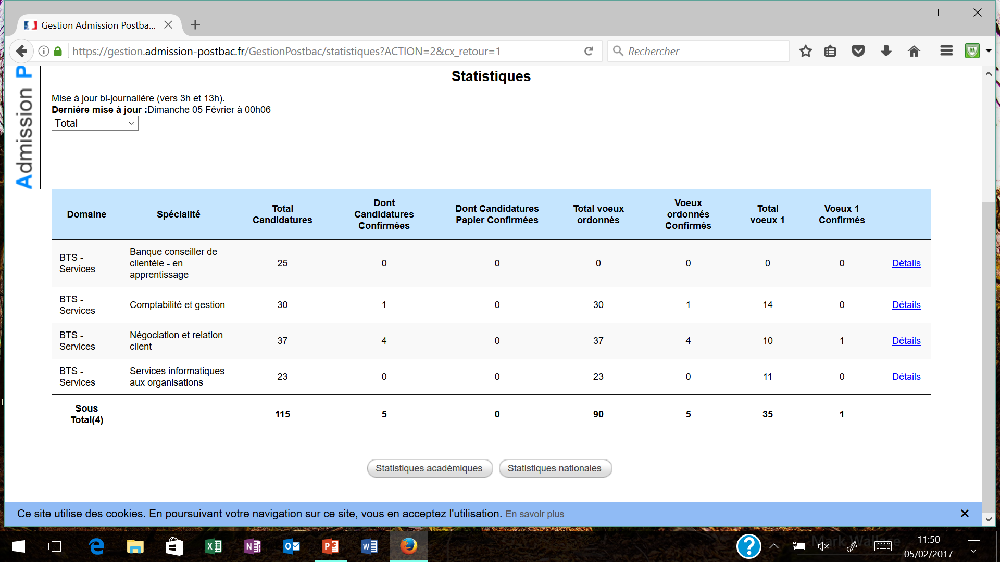 Gestion Admission Postba...
https://gestion.admission-postbac.fr/GestionPostbac/statistiques?ACTION=2&cx_retour=1
Rechercher
Admission P
Statistiques
Mise à jour bi-journalière (vers 3h et 13h).
Dernière mise à jour :Dimanche 05 Février à 00h06
Total
Domaine Spécialité Total Candidatures Dont Candidatures Confirmées Dont Candidatures Papier Confirmées Total voeux ordonnés Voeux ordonnés Confirmés Total voeux 1 Voeux 1 Confirmés
BTS - Services Banque conseiller de clientèle - en apprentissage 25 0 0 0 0 0 0 Détails
BTS - Services Comptabilité et gestion 30 1 0 30 1 14 0 Détails
BTS - Services Négociation et relation client 37 4 0 37 4 10 1 Détails
BTS - Services Services informatiques aux organisations 23 0 0 23 0 11 0 Détails
Sous Total(4) 115 5 0 90 5 35 1
Statistiques académiques Statistiques nationales
Ce site utilise des cookies. En poursuivant votre navigation sur ce site, vous en acceptez l'utilisation. En savoir plus
11:50
05/02/2017